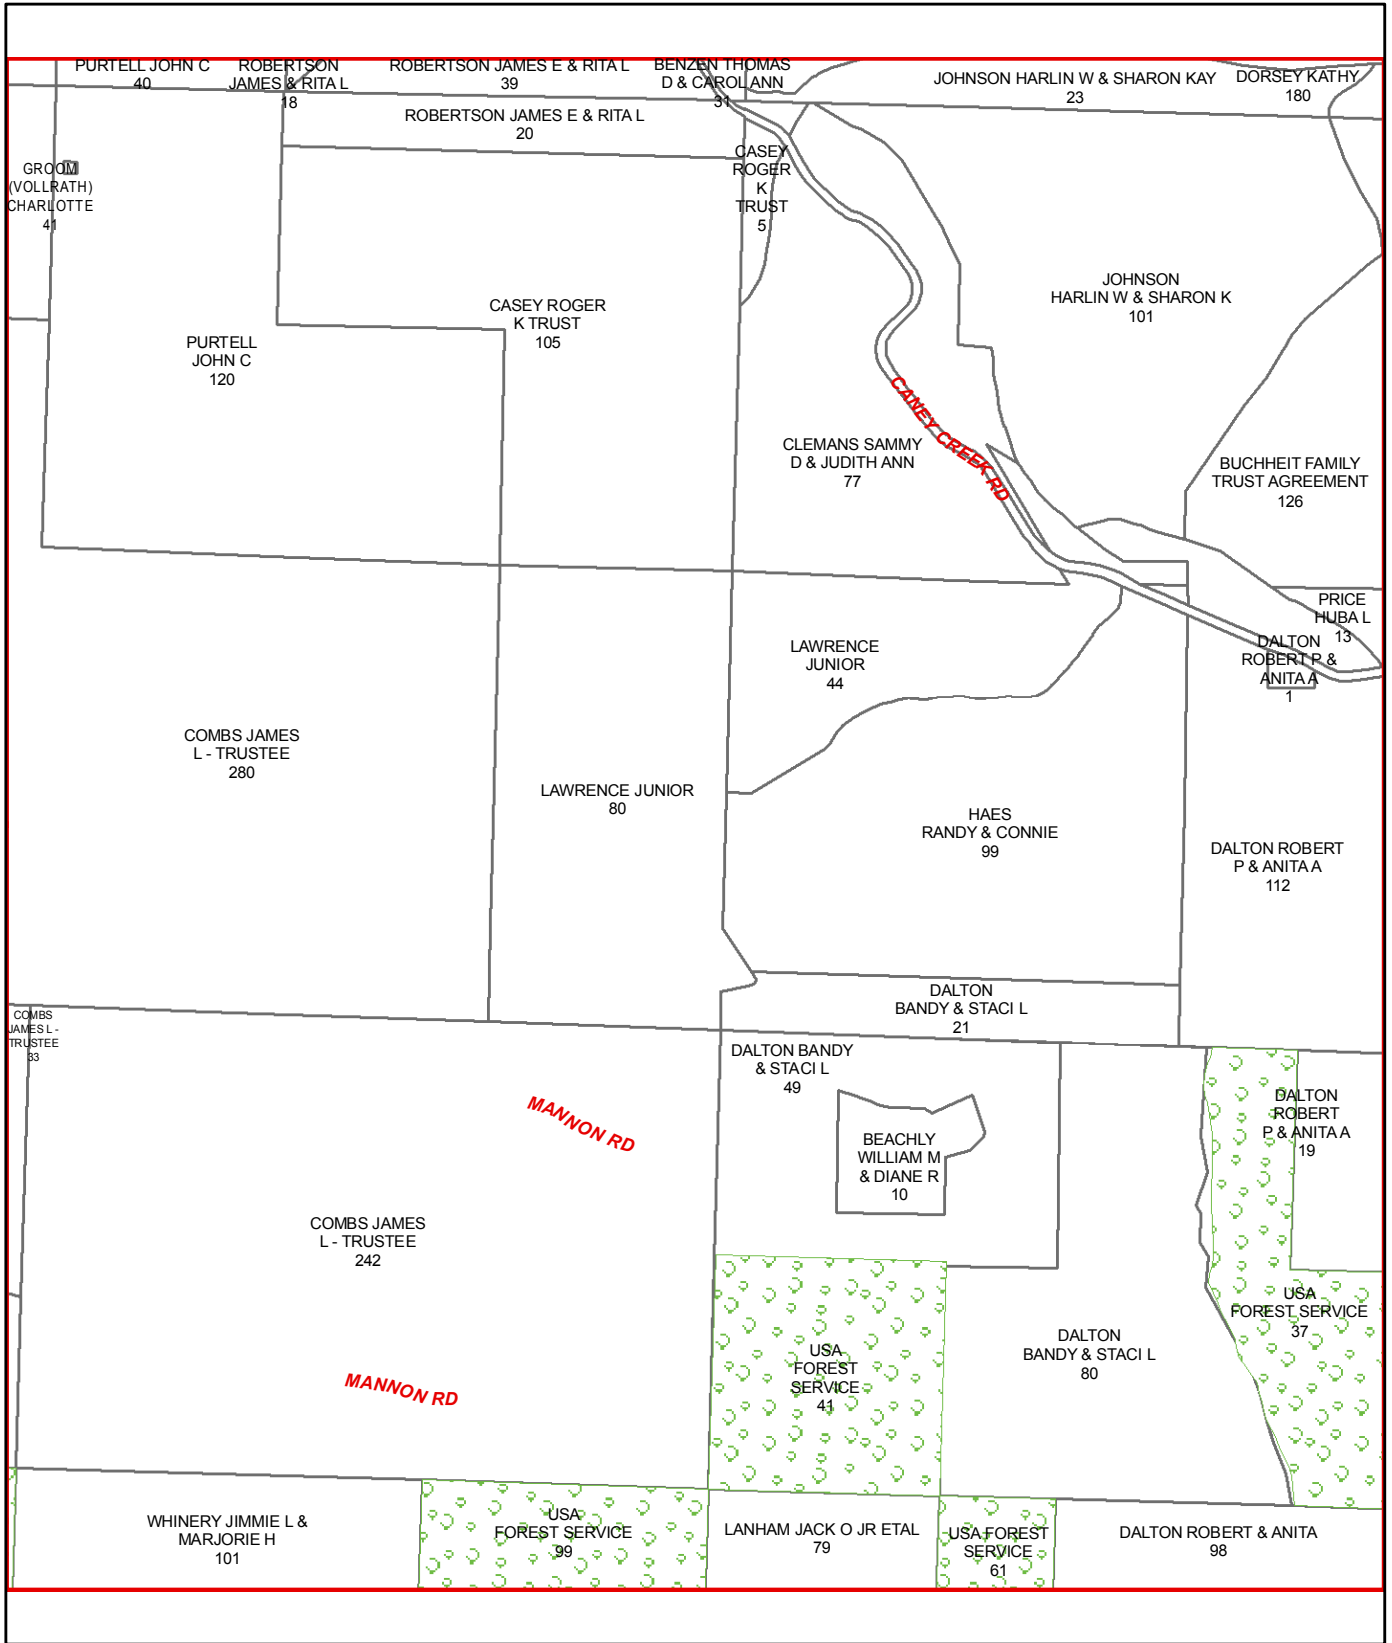 PURTELL JOHN C
40
ROBERTSON
JAMES & RITA L
18
ROBERTSON JAMES E & RITA L
39
BENZEN THOMAS
D & CAROL ANN
31
JOHNSON HARLIN W & SHARON KAY
23
DORSEY KATHY
180
ROBERTSON JAMES E & RITA L
20
GROOM
(VOLLRATH)
CHARLOTTE
41
CASEY
ROGER
K
TRUST
5
JOHNSON
HARLIN W & SHARON K
101
CASEY ROGER
K TRUST
105
PURTELL
JOHN C
120
CANEY CREEK RD
CLEMANS SAMMY
D & JUDITH ANN
77
BUCHHEIT FAMILY
TRUST AGREEMENT
126
PRICE
HUBA L
13
DALTON
ROBERT P &
ANITA A
1
LAWRENCE
JUNIOR
44
COMBS JAMES
L - TRUSTEE
280
LAWRENCE JUNIOR
80
HAES
RANDY & CONNIE
99
DALTON ROBERT
P & ANITA A
112
DALTON
BANDY & STACI L
21
COMBS
JAMES L -
TRUSTEE
33
DALTON BANDY
& STACI L
49
MANNON RD
DALTON
ROBERT
P & ANITA A
19
BEACHLY
WILLIAM M
& DIANE R
10
COMBS JAMES
L - TRUSTEE
242
USA
FOREST SERVICE
37
DALTON
BANDY & STACI L
80
USA
FOREST
SERVICE
41
MANNON RD
WHINERY JIMMIE L &
MARJORIE H
101
USA
FOREST SERVICE
99
LANHAM JACK O JR ETAL
79
USA FOREST
SERVICE
61
DALTON ROBERT & ANITA
98